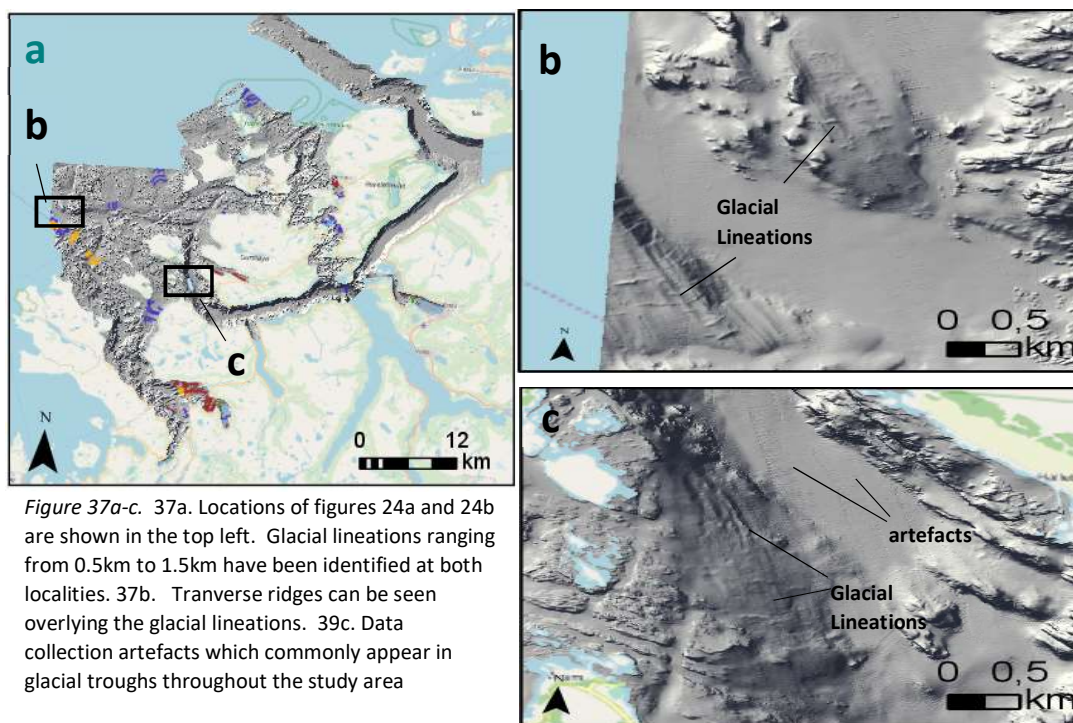 a
b
c
N
0 12
km
b
Glacial
Lineations
N
0 0,5
km
c
artefacts
Glacial
Lineations
0 0,5
km
Figure 37a-c. 37a. Locations of figures 24a and 24b
are shown in the top left. Glacial lineations ranging
from 0.5km to 1.5km have been identified at both
localities. 37b. Tranverse ridges can be seen
overlying the glacial lineations. 39c. Data
collection artefacts which commonly appear in
glacial troughs throughout the study area